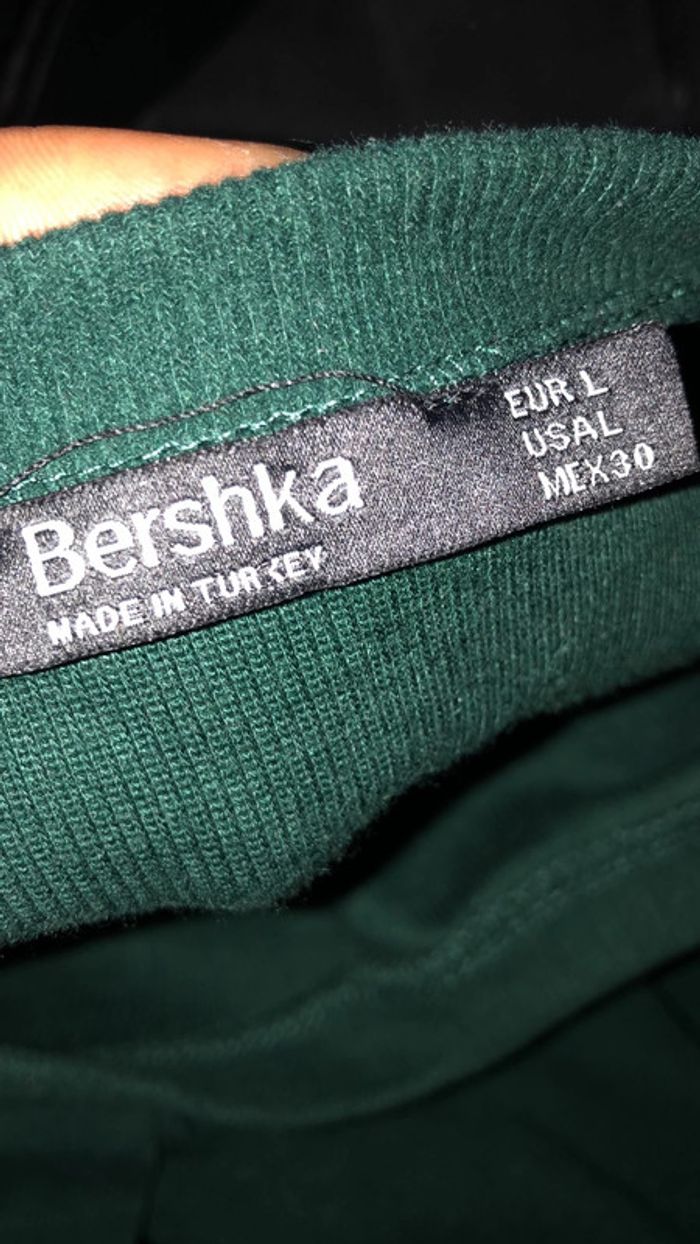 Bershka
MADE IN TURKEY
EUR L
USA L
MEX 30